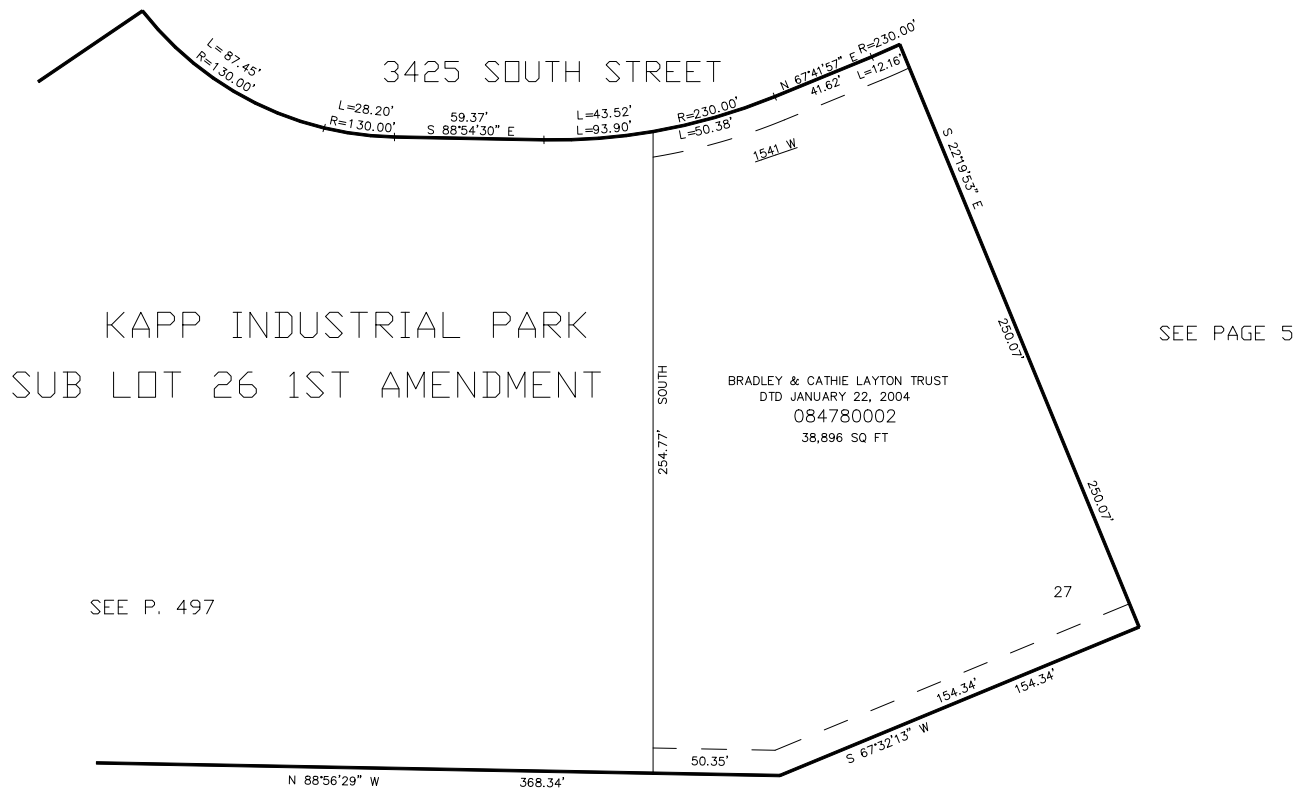 L=87.45'
R=130.00'
3425 SOUTH STREET
L=28.20'
R=130.00'
59.37'
S 88°54'30" E
L=43.52'
L=93.90'
R=230.00'
L=50.38'
N 67°41'57" E
41.62'
R=230.00'
L=12.16'
1541 W
S 22°19'53" E
KAPP INDUSTRIAL PARK
SUB LOT 26 1ST AMENDMENT
250.07'
SEE PAGE 5
SOUTH
254.77'
BRADLEY & CATHIE LAYTON TRUST
DTD JANUARY 22, 2004
084780002
38,896 SQ FT
250.07'
SEE P. 497
27
154.34'
154.34'
S 67°32'13" W
50.35'
N 88°56'29" W
368.34'